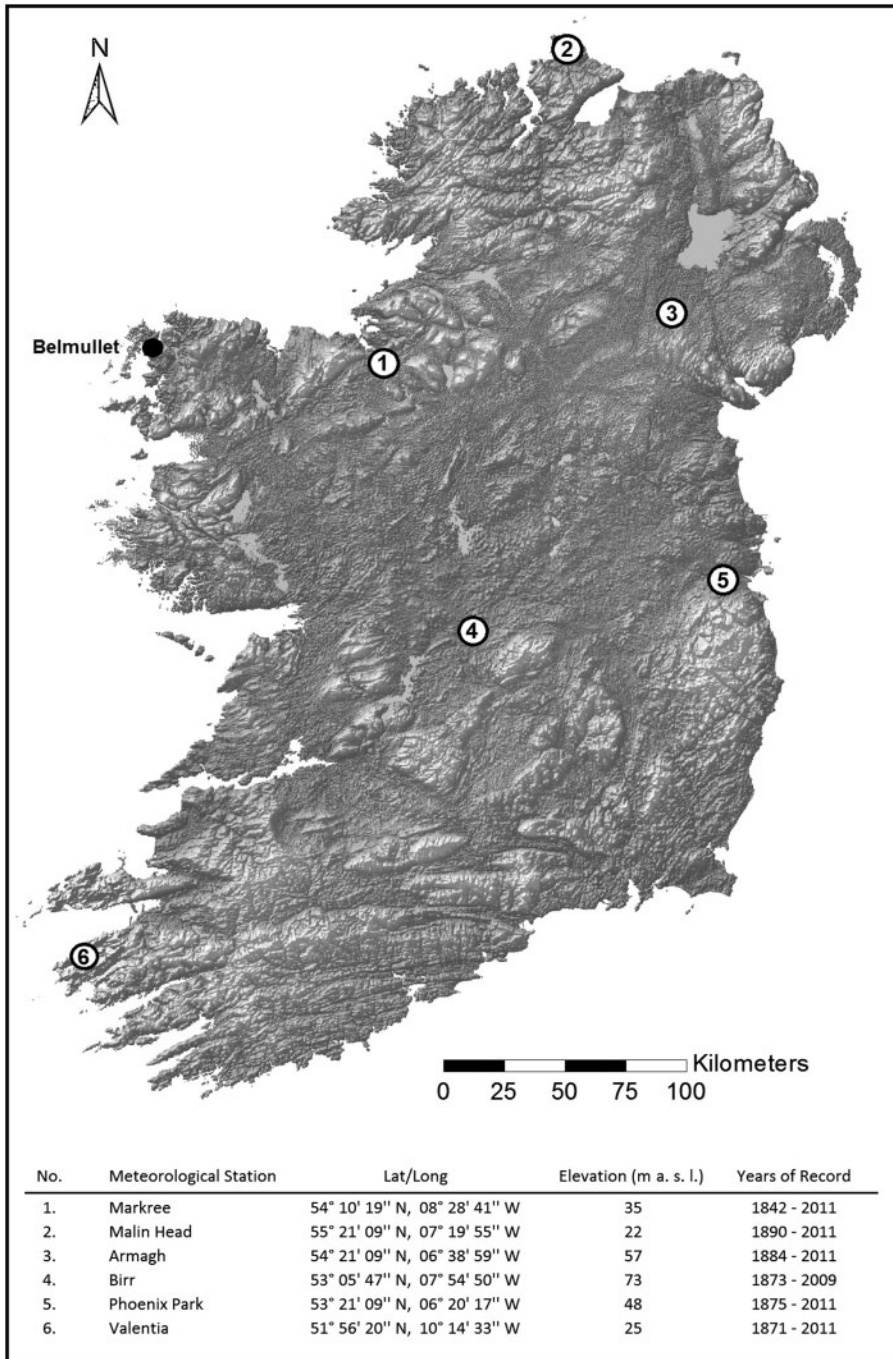 N
2
3
Belmullet
1
5
4
6
Kilometers
0 25 50 75 100
No. Meteorological Station Lat/Long Elevation (m a. s. l.) Years of Record
1. Markree 54° 10' 19'' N, 08° 28' 41'' W 35 1842 - 2011
2. Malin Head 55° 21' 09'' N, 07° 19' 55'' W 22 1890 - 2011
3. Armagh 54° 21' 09'' N, 06° 38' 59'' W 57 1884 - 2011
4. Birr 53° 05' 47'' N, 07° 54' 50'' W 73 1873 - 2009
5. Phoenix Park 53° 21' 09'' N, 06° 20' 17'' W 48 1875 - 2011
6. Valentia 51° 56' 20'' N, 10° 14' 33'' W 25 1871 - 2011